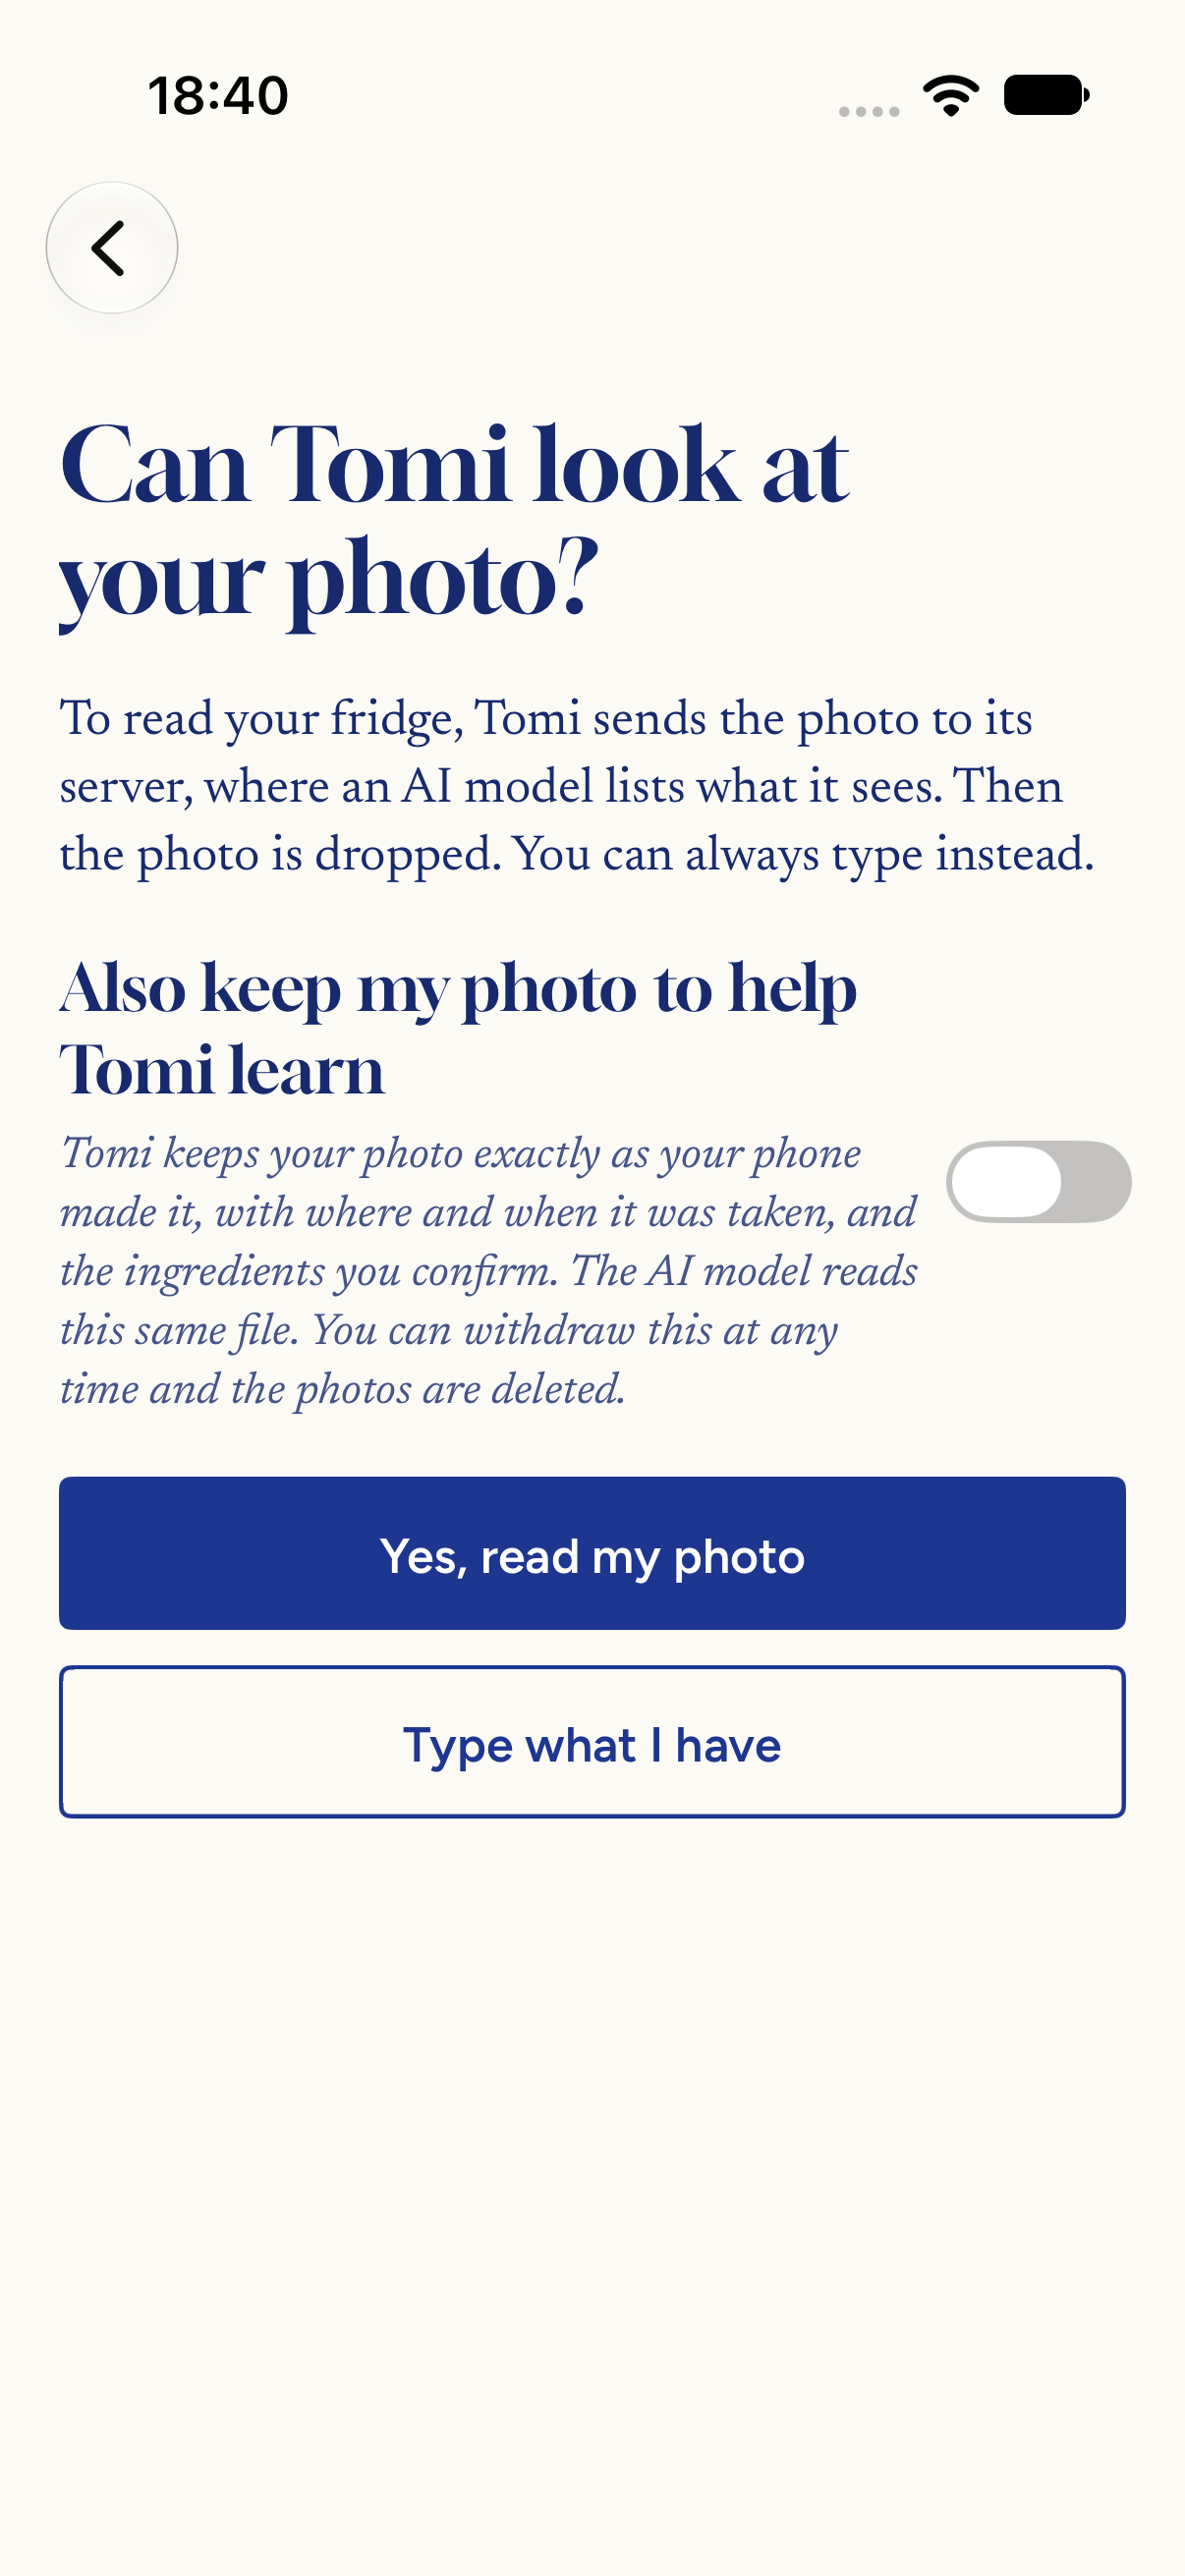 18:40
Can Tomi look at
your photo?
To read your fridge, Tomi sends the photo to its
server, where an AI model lists what it sees. Then
the photo is dropped. You can always type instead.
Also keep my photo to help
Tomi learn
Tomi keeps your photo exactly as your phone
made it, with where and when it was taken, and
the ingredients you confirm. The AI model reads
this same file. You can withdraw this at any
time and the photos are deleted.
Yes, read my photo
Type what I have